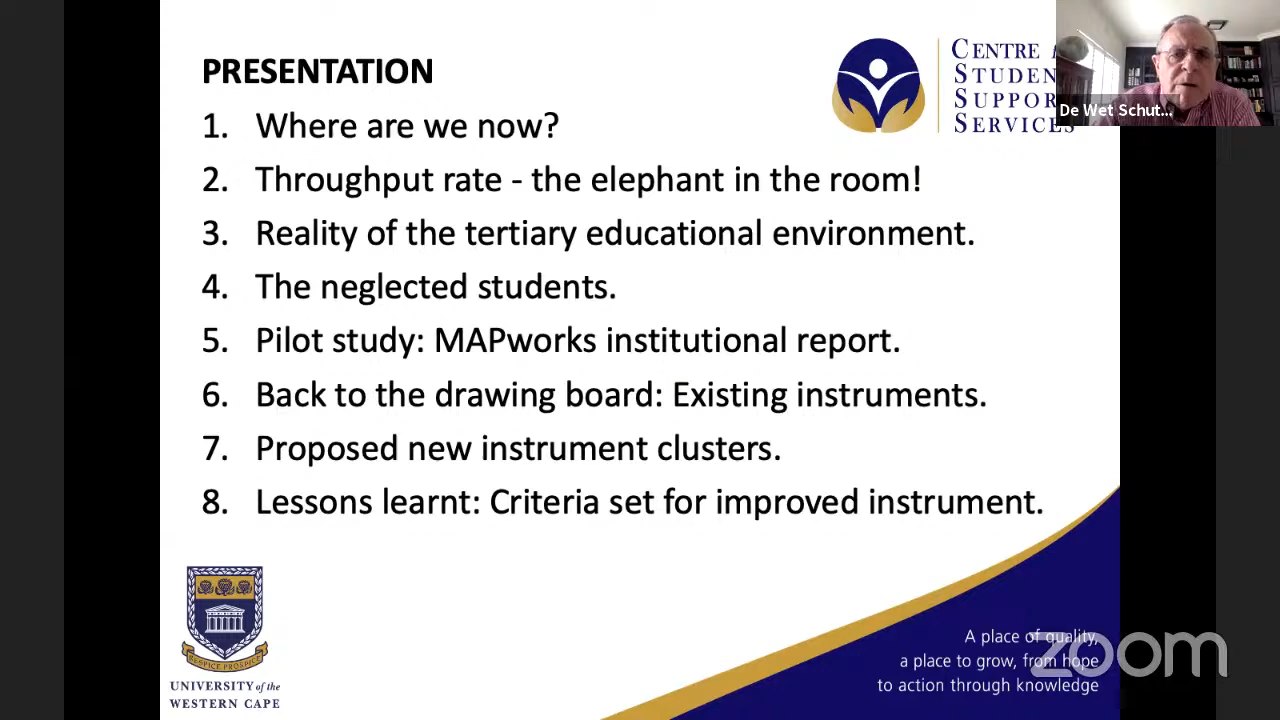 PRESENTATION
1. Where are we now?
2. Throughput rate - the elephant in the room!
3. Reality of the tertiary educational environment.
4. The neglected students.
5. Pilot study: MAPworks institutional report.
6. Back to the drawing board: Existing instruments.
7. Proposed new instrument clusters.
8. Lessons learnt: Criteria set for improved instrument.
CENTRE
STUDEN
SUPPOR
SERVICES
De Wet Schut...
RESPICE PROSPICE
UNIVERSITY of the
WESTERN CAPE
A place of quality,
a place to grow, from hope
to action through knowledge
zoom